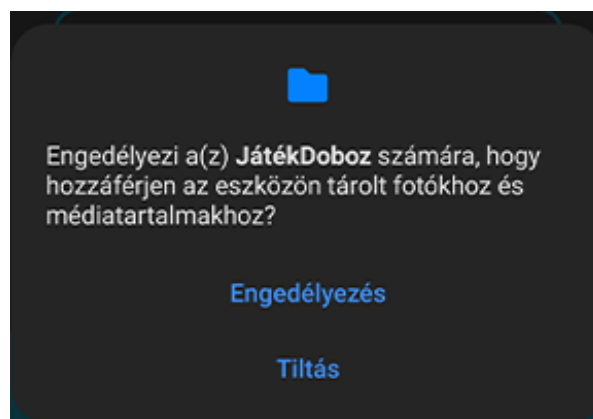 Engedélyezi a(z) JátékDoboz számára, hogy
hozzáférjen az eszközön tárolt fotókhoz és
médiatartalmakhoz?
Engedélyezés
Tiltás